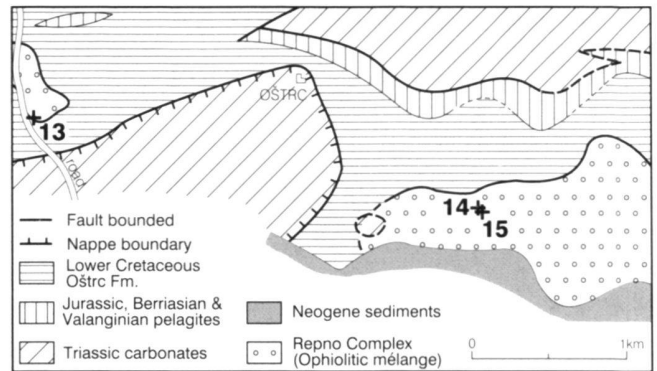 OŠTRC
13
road
14
15
Fault bounded
Nappe boundary
Lower Cretaceous
Oštrc Fm.
Jurassic, Berriasian &
Valanginian pelagites
Triassic carbonates
Neogene sediments
Repno Complex
(Ophiolitic mélange)
0 1km